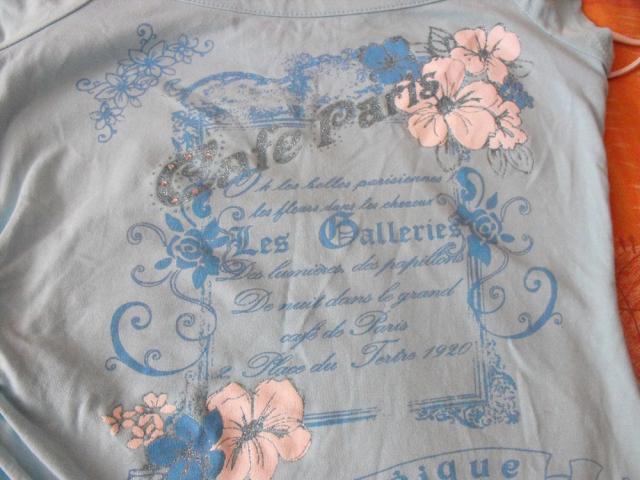 Cafe Paris
Oh les belles parisiennes
les fleurs dans les cheveux
Les Galleries
Des lumières, des papillons
De nuit dans le grand
café de Paris
2, Place du Tertre 1920